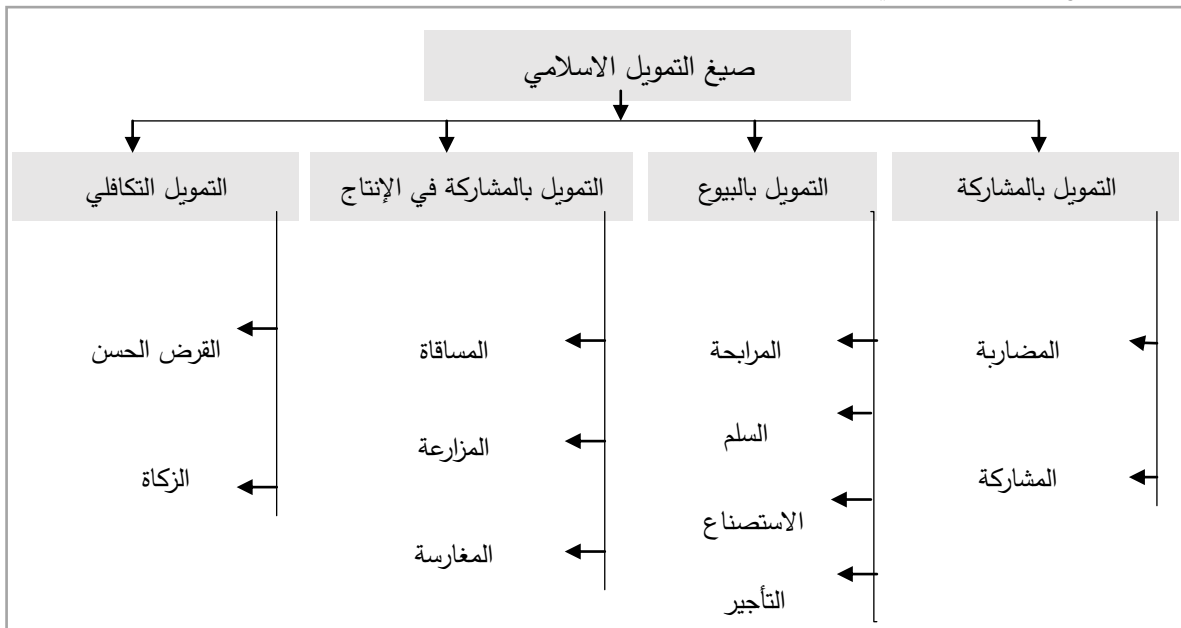 صيغ التمويل الاسلامي
التمويل بالمشاركة
المضاربة
المشاركة
التمويل بالبيوع
المرابحة
السلم
الاستصناع
التأجير
التمويل بالمشاركة في الإنتاج
المساقاة
المزارعة
المغارسة
التمويل التكافلي
القرض الحسن
الزكاة